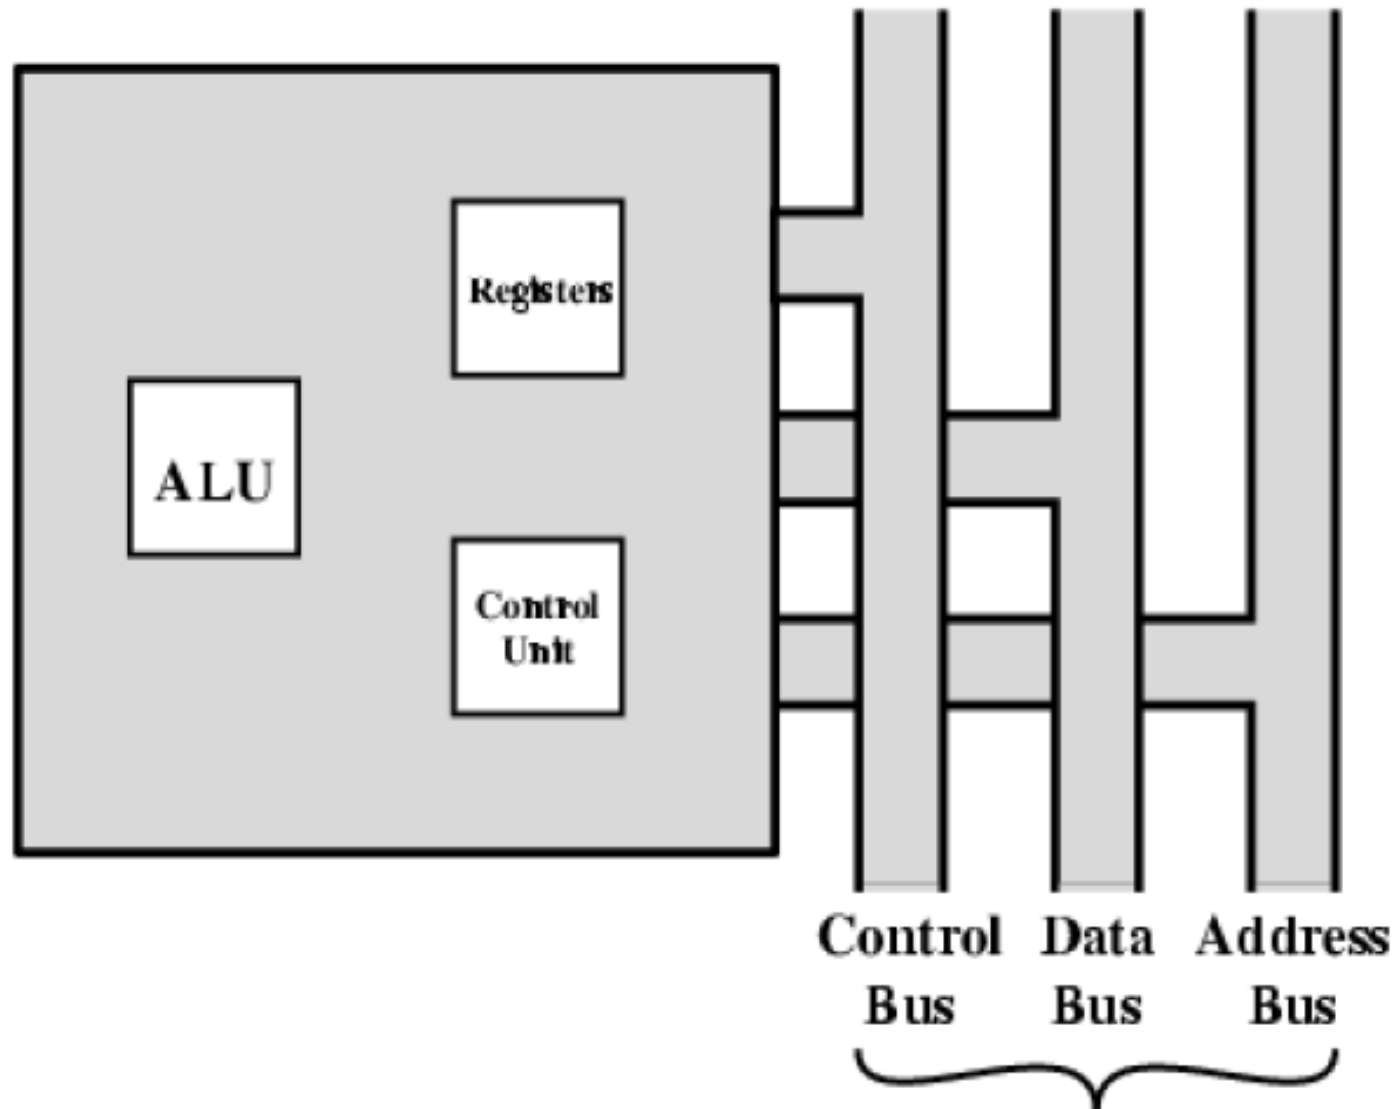 Registers
ALU
Control
Unit
Control Data Address
Bus Bus Bus